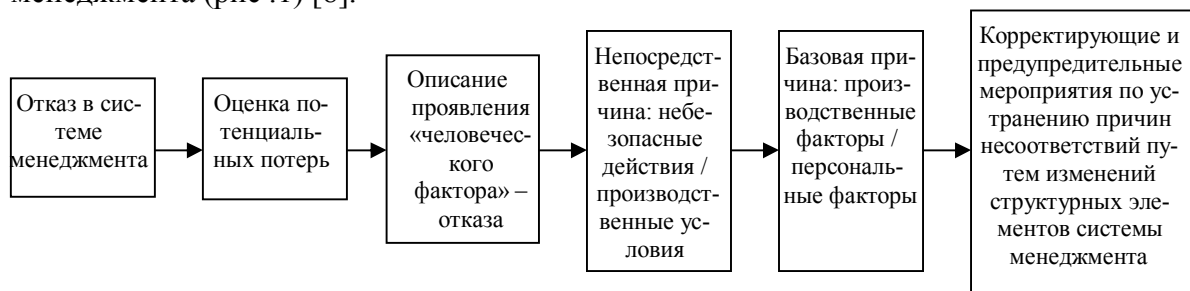 менеджмента (рис .1) [6].
Отказ в сис-
теме
менеджмента
Оценка по-
тенциаль-
ных потерь
Описание
проявления
«человечес-
кого
фактора» –
отказа
Непосредст-
венная при-
чина: небе-
зопасные
действия /
производст-
венные ус-
ловия
Базовая при-
чина: произ-
водственные
факторы /
персональ-
ные факторы
Корректирующие и
предупредительные
мероприятия по ус-
транению причин
несоответствий пу-
тем изменений
структурных эле-
ментов системы
менеджмента